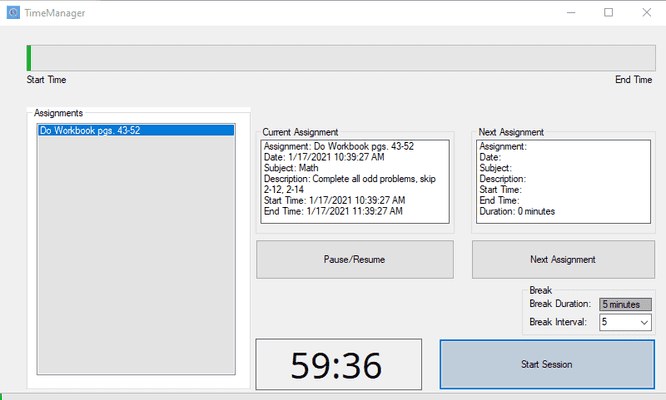 TimeManager
Start Time
End Time
Assignments
Do Workbook pgs. 43-52
Current Assignment
Assignment: Do Workbook pgs. 43-52
Date: 1/17/2021 10:39:27 AM
Subject: Math
Description: Complete all odd problems, skip
2-12, 2-14
Start Time: 1/17/2021 10:39:27 AM
End Time: 1/17/2021 11:39:27 AM
Next Assignment
Assignment:
Date:
Subject:
Description:
Start Time:
End Time:
Duration: 0 minutes
Pause/Resume
Next Assignment
Break
Break Duration: 5 minutes
Break Interval: 5
59:36
Start Session